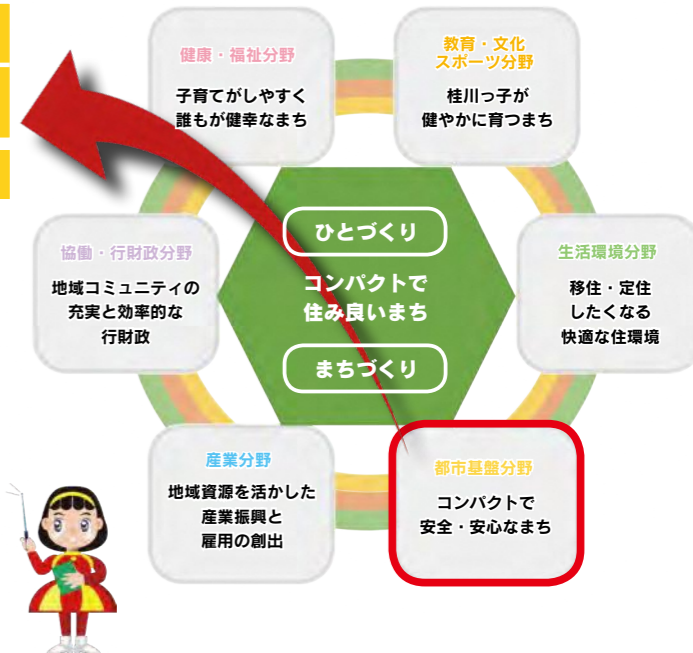 健康・福祉分野
子育てがしやすく
誰もが健幸なまち
教育・文化
スポーツ分野
桂川っ子が
健やかに育つまち
ひとづくり
コンパクトで
住み良いまち
まちづくり
協働・行財政分野
地域コミュニティの
充実と効率的な
行財政
生活環境分野
移住・定住
したくなる
快適な住環境
産業分野
地域資源を活かした
産業振興と
雇用の創出
都市基盤分野
コンパクトで
安全・安心なまち